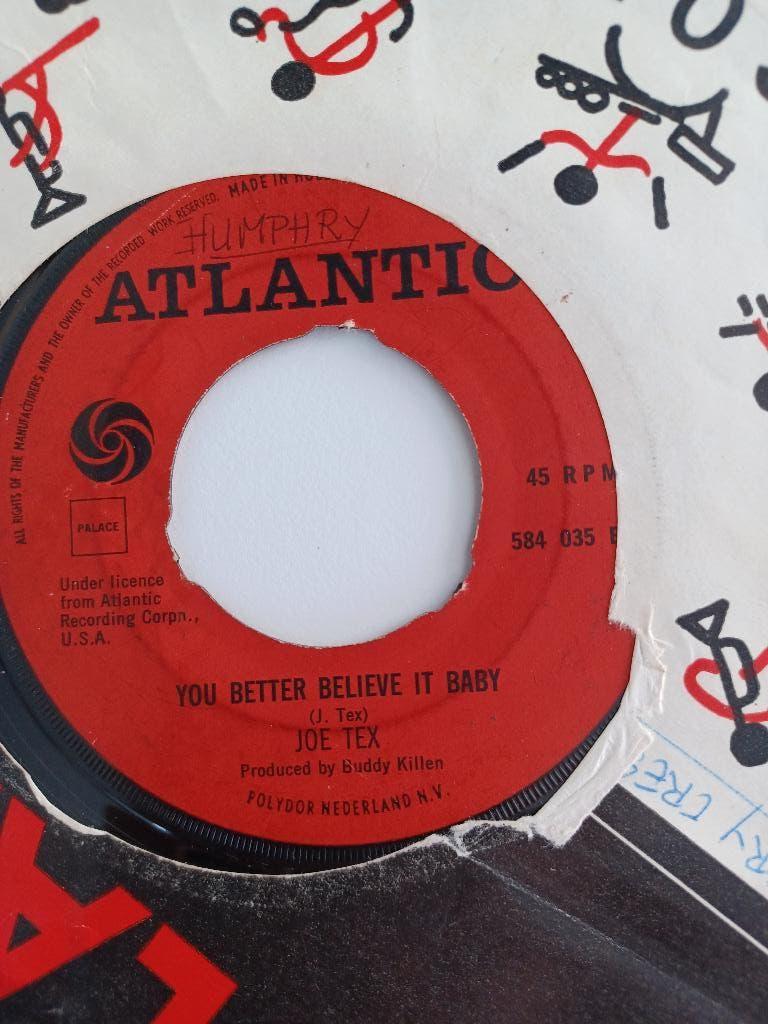 ALL RIGHTS OF THE MANUFACTURERS AND THE OWNER OF THE RECORDED WORK RESERVED. MADE IN
HUMPHRY
ATLANTIC
45 RPM
PALACE
584 035
Under licence
from Atlantic
Recording Corpn.,
U.S.A.
YOU BETTER BELIEVE IT BABY
(J. Tex)
JOE TEX
Produced by Buddy Killen
POLYDOR NEDERLAND N.V.